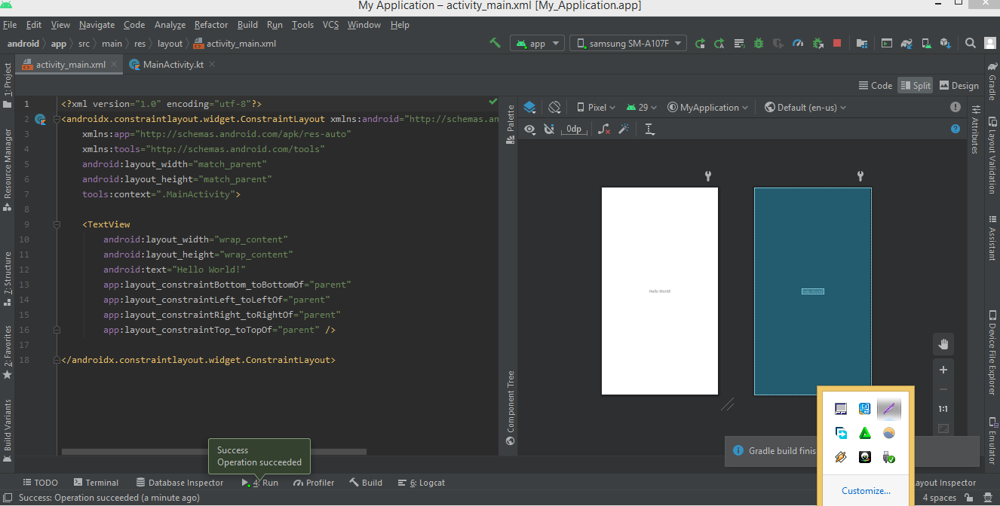 My Application – activity_main.xml [My_Application.app]
File Edit View Navigate Code Analyze Refactor Build Run Tools VCS Window Help
android app src main res layout activity_main.xml
app samsung SM-A107F
activity_main.xml MainActivity.kt
Code Split Design
1: Project
Resource Manager
7: Structure
2: Favorites
Build Variants
1 <?xml version="1.0" encoding="utf-8"?>
2 <androidx.constraintlayout.widget.ConstraintLayout xmlns:android="http://schemas.an
3 xmlns:app="http://schemas.android.com/apk/res-auto"
4 xmlns:tools="http://schemas.android.com/tools"
5 android:layout_width="match_parent"
6 android:layout_height="match_parent"
7 tools:context=".MainActivity">
8
9 <TextView
10 android:layout_width="wrap_content"
11 android:layout_height="wrap_content"
12 android:text="Hello World!"
13 app:layout_constraintBottom_toBottomOf="parent"
14 app:layout_constraintLeft_toLeftOf="parent"
15 app:layout_constraintRight_toRightOf="parent"
16 app:layout_constraintTop_toTopOf="parent" />
17
18 </androidx.constraintlayout.widget.ConstraintLayout>
Palette
Component Tree
Pixel 29 MyApplication Default (en-us)
0dp
Hello World!
Hello World!
1:1
Attributes
Gradle
Layout Validation
Assistant
Device File Explorer
Emulator
Success
Operation succeeded
Gradle build finis
Customize...
TODO Terminal Database Inspector 4: Run Profiler Build 6: Logcat ayout Inspector
Success: Operation succeeded (a minute ago) 4 spaces